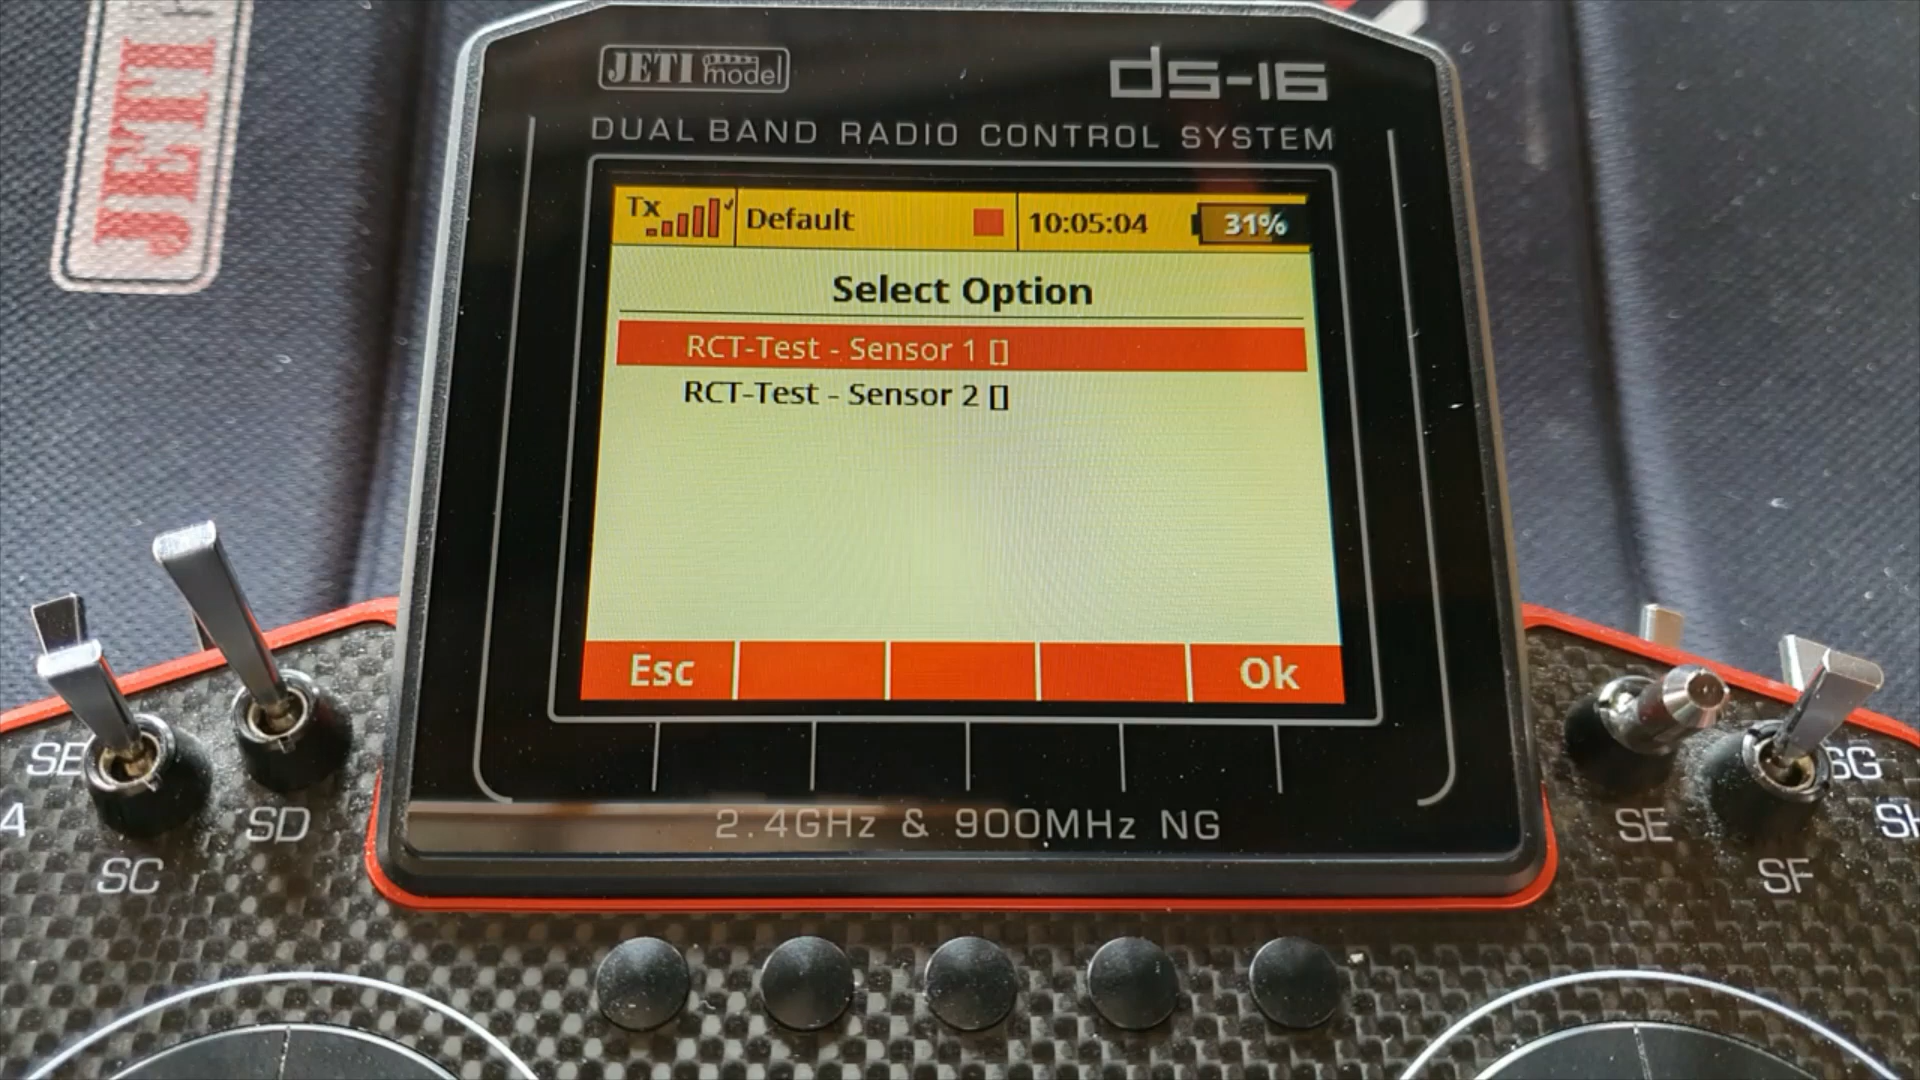 JETI
JETI model
ds-16
DUAL BAND RADIO CONTROL SYSTEM
Tx Default 10:05:04 31%
Select Option
RCT-Test - Sensor 1 []
RCT-Test - Sensor 2 []
Esc Ok
2.4GHz & 900MHz NG
SD
SC
SE
SF
SG